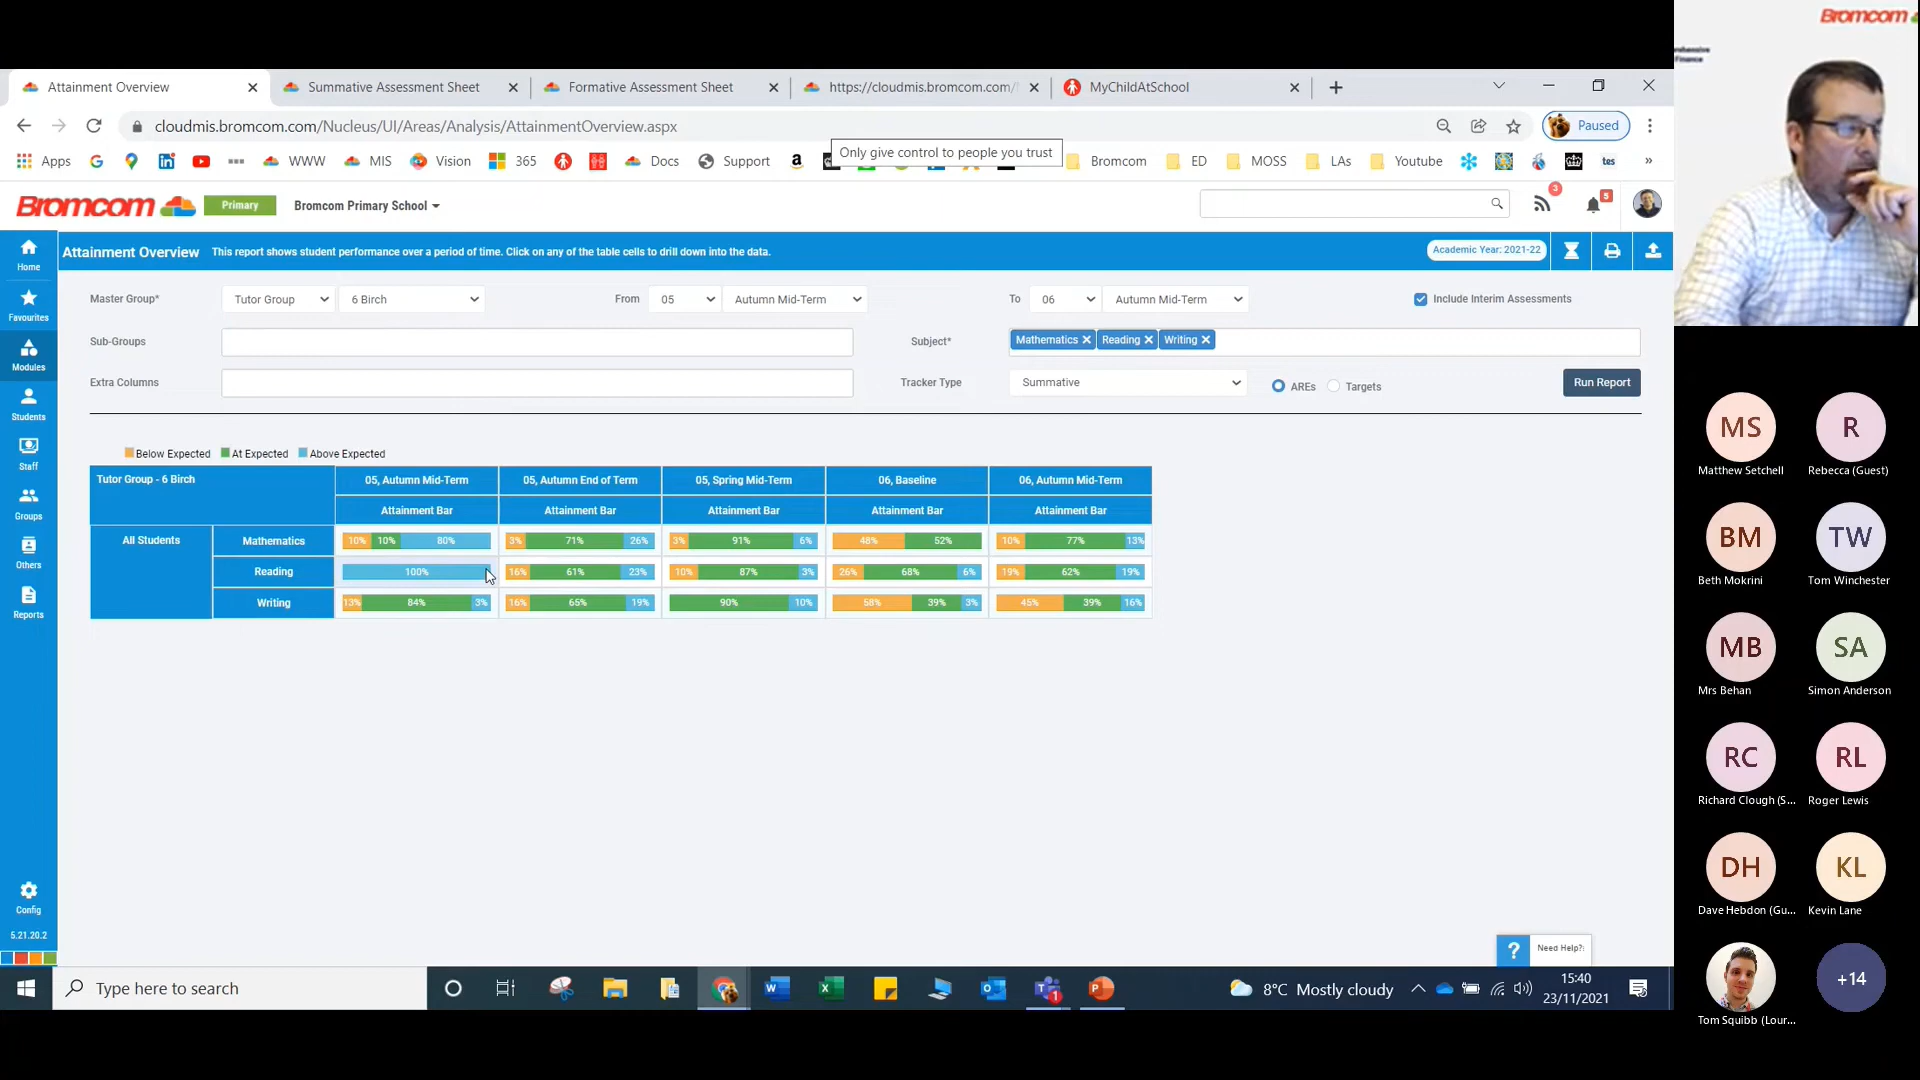 Attainment Overview
Summative Assessment Sheet
Formative Assessment Sheet
https://cloudmis.bromcom.com/
MyChildAtSchool
cloudmis.bromcom.com/Nucleus/UI/Areas/Analysis/AttainmentOverview.aspx
Paused
Only give control to people you trust
Apps
WWW
MIS
Vision
365
Docs
Support
Bromcom
ED
MOSS
LAs
Youtube
tes
»
Bromcom
Primary
Bromcom Primary School
3
5
Attainment Overview
This report shows student performance over a period of time. Click on any of the table cells to drill down into the data.
Academic Year: 2021-22
Home
Favourites
Modules
Students
Staff
Groups
Others
Reports
Config
5.21.20.2
Master Group*
Tutor Group
6 Birch
From
05
Autumn Mid-Term
To
06
Autumn Mid-Term
Include Interim Assessments
Sub-Groups
Subject*
Mathematics
Reading
Writing
Extra Columns
Tracker Type
Summative
AREs
Targets
Run Report
Below Expected
At Expected
Above Expected
Tutor Group - 6 Birch
05, Autumn Mid-Term
05, Autumn End of Term
05, Spring Mid-Term
06, Baseline
06, Autumn Mid-Term
Attainment Bar
Attainment Bar
Attainment Bar
Attainment Bar
Attainment Bar
All Students
Mathematics
10% 10% 80%
3% 71% 26%
3% 91% 6%
48% 52%
10% 77% 13%
Reading
100%
16% 61% 23%
10% 87% 3%
26% 68% 6%
19% 62% 19%
Writing
13% 84% 3%
16% 65% 19%
90% 10%
58% 39% 3%
45% 39% 16%
? Need Help?
Type here to search
1
8°C Mostly cloudy
15:40
23/11/2021
Bromcom
Finance
MS
Matthew Setchell
R
Rebecca (Guest)
BM
Beth Mokrini
TW
Tom Winchester
MB
Mrs Behan
SA
Simon Anderson
RC
Richard Clough (S...
RL
Roger Lewis
DH
Dave Hebdon (Gu...
KL
Kevin Lane
Tom Squibb (Lour...
+14